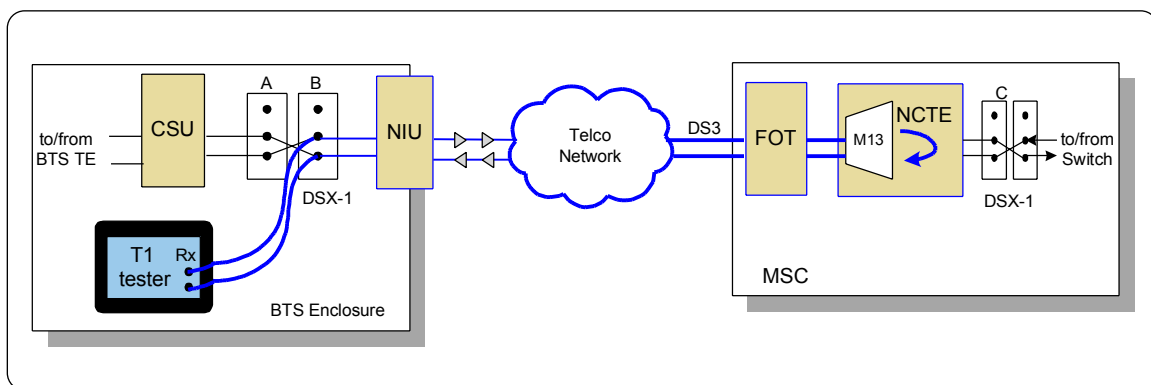 A
B
CSU
to/from
BTS TE
NIU
DSX-1
T1
tester
Rx
BTS Enclosure
Telco
Network
DS3
FOT
M13
NCTE
C
to/from
Switch
DSX-1
MSC